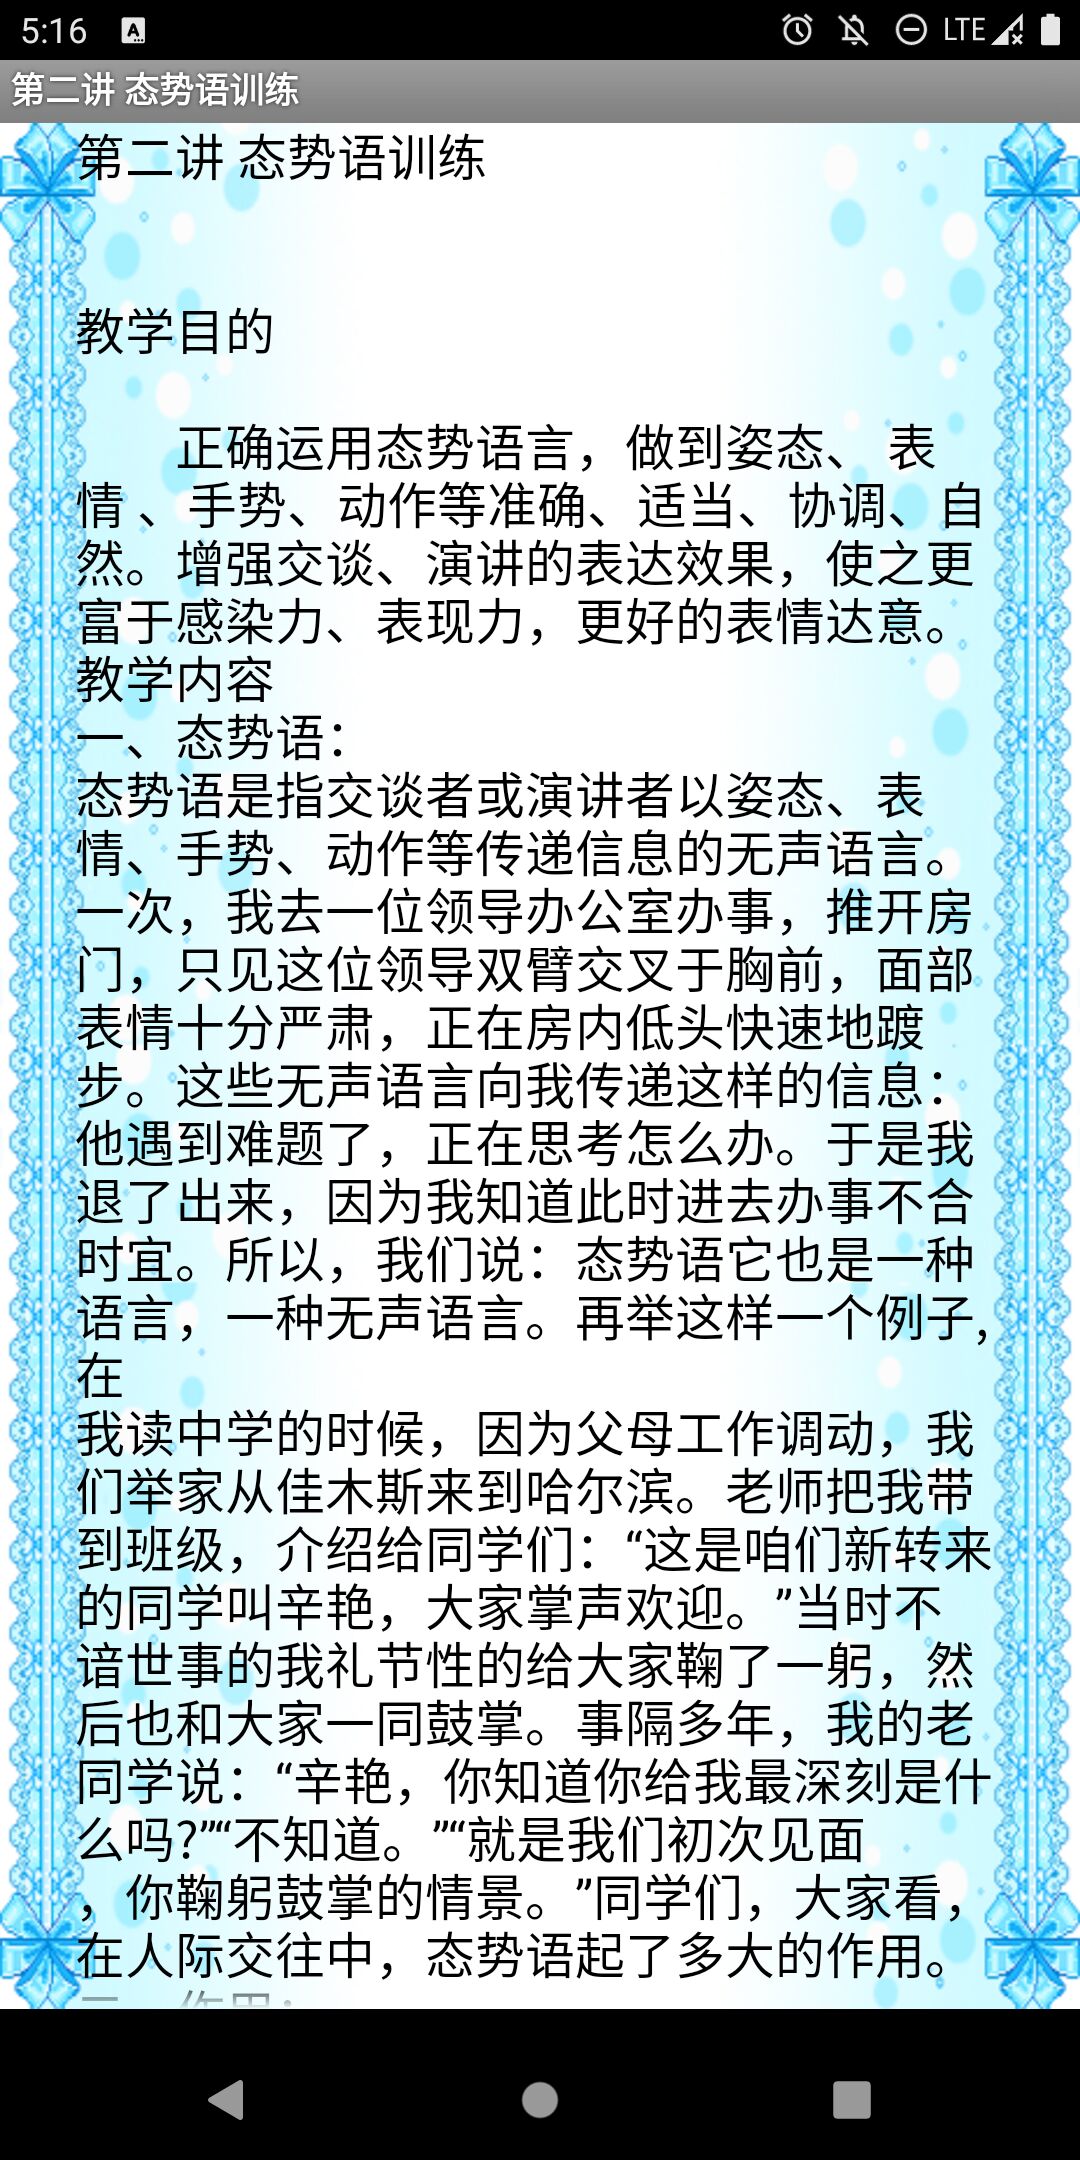 5:16
LTE
第二讲 态势语训练
第二讲 态势语训练
教学目的
正确运用态势语言，做到姿态、 表
情 、手势、动作等准确、适当、协调、自
然。增强交谈、演讲的表达效果，使之更
富于感染力、表现力，更好的表情达意。
教学内容
一、态势语：
态势语是指交谈者或演讲者以姿态、表
情、手势、动作等传递信息的无声语言。
一次，我去一位领导办公室办事，推开房
门，只见这位领导双臂交叉于胸前，面部
表情十分严肃，正在房内低头快速地踱
步。这些无声语言向我传递这样的信息：
他遇到难题了，正在思考怎么办。于是我
退了出来，因为我知道此时进去办事不合
时宜。所以，我们说：态势语它也是一种
语言，一种无声语言。再举这样一个例子,
在
我读中学的时候，因为父母工作调动，我
们举家从佳木斯来到哈尔滨。老师把我带
到班级，介绍给同学们：“这是咱们新转来
的同学叫辛艳，大家掌声欢迎。”当时不
谙世事的我礼节性的给大家鞠了一躬，然
后也和大家一同鼓掌。事隔多年，我的老
同学说：“辛艳，你知道你给我最深刻是什
么吗?”“不知道。”“就是我们初次见面
，你鞠躬鼓掌的情景。”同学们，大家看，
在人际交往中，态势语起了多大的作用。